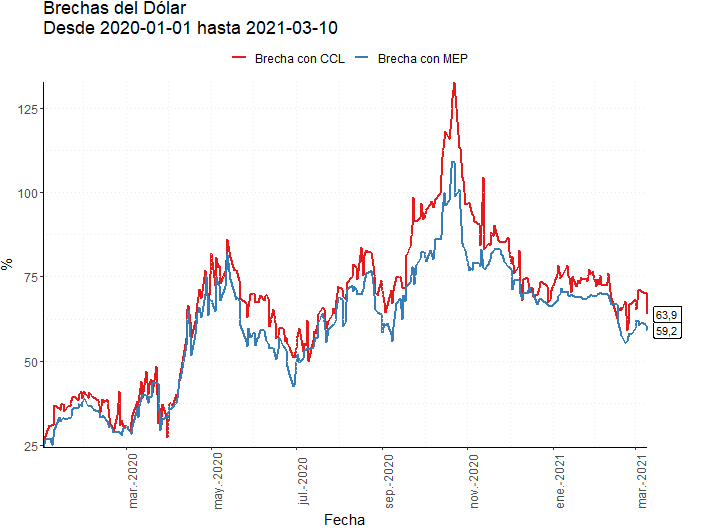 Brechas del Dólar
Desde 2020-01-01 hasta 2021-03-10
Brecha con CCL Brecha con MEP
%
125
100
75
50
25
63,9
59,2
mar.-2020 may.-2020 jul.-2020 sep.-2020 nov.-2020 ene.-2021 mar.-2021
Fecha